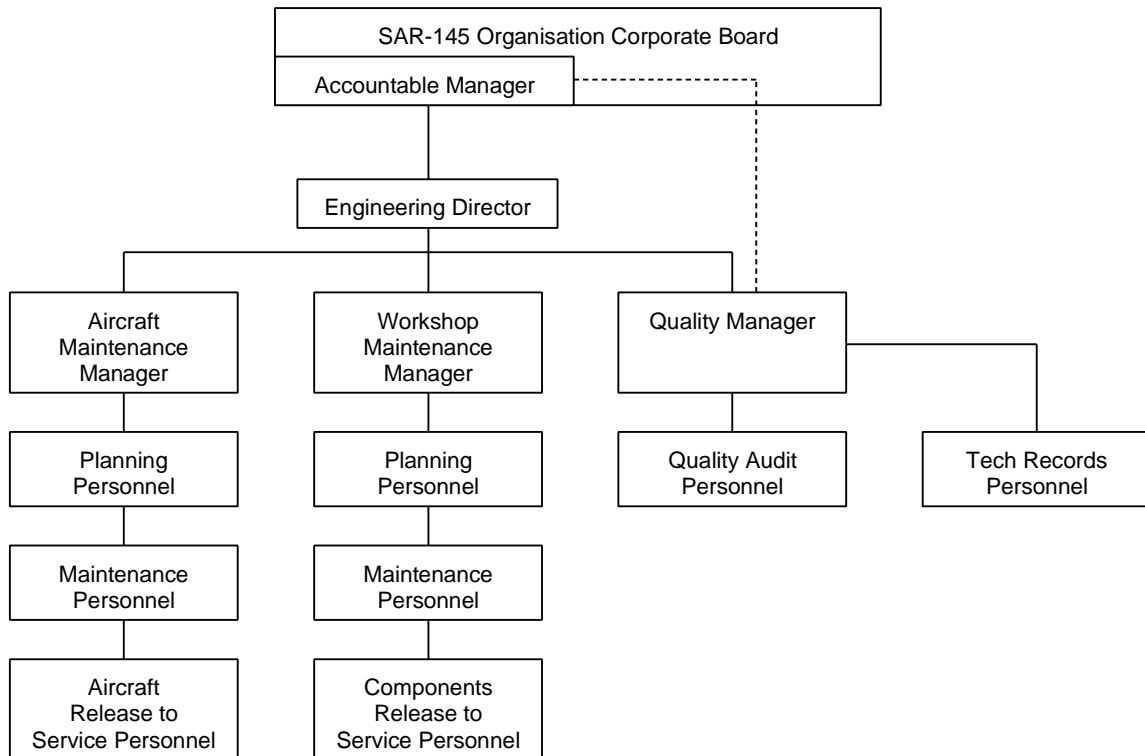 SAR-145 Organisation Corporate Board
Accountable Manager
Engineering Director
Aircraft
Maintenance
Manager
Workshop
Maintenance
Manager
Quality Manager
Planning
Personnel
Planning
Personnel
Quality Audit
Personnel
Tech Records
Personnel
Maintenance
Personnel
Maintenance
Personnel
Aircraft
Release to
Service Personnel
Components
Release to
Service Personnel